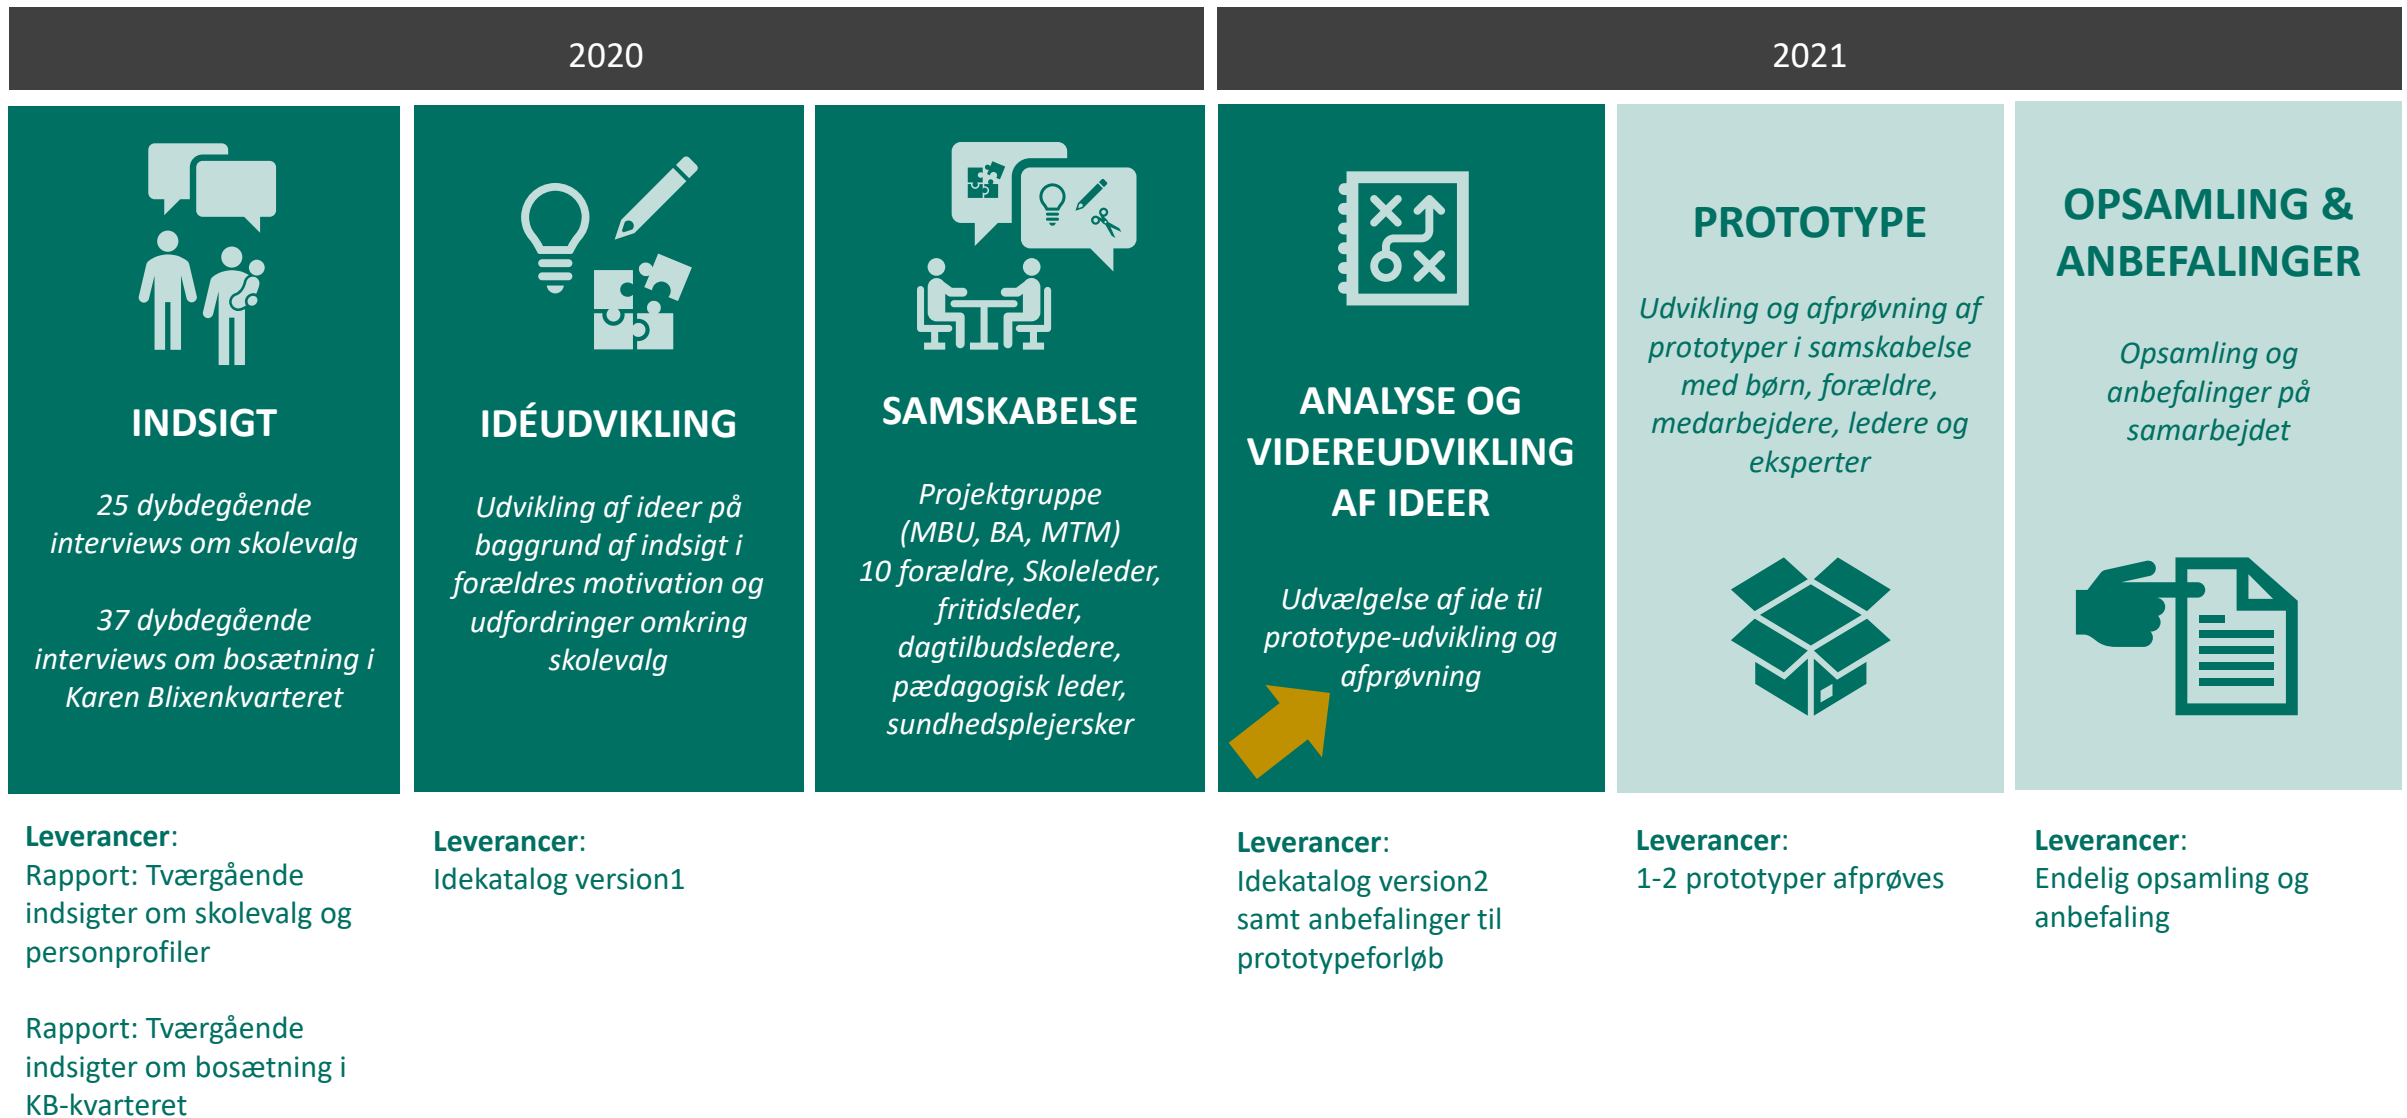 2020
2021
INDSIGT
25 dybdegående
interviews om skolevalg
37 dybdegående
interviews om bosætning i
Karen Blixenkvarteret
Leverancer:
Rapport: Tværgående
indsigter om skolevalg og
personprofiler
Rapport: Tværgående
indsigter om bosætning i
KB-kvarteret
IDÉUDVIKLING
Udvikling af ideer på
baggrund af indsigt i
forældres motivation og
udfordringer omkring
skolevalg
Leverancer:
Idekatalog version1
SAMSKABELSE
Projektgruppe
(MBU, BA, MTM)
10 forældre, Skoleleder,
fritidsleder,
dagtilbudsledere,
pædagogisk leder,
sundhedsplejersker
ANALYSE OG
VIDEREUDVIKLING
AF IDEER
Udvælgelse af ide til
prototype-udvikling og
afprøvning
Leverancer:
Idekatalog version2
samt anbefalinger til
prototypeforløb
PROTOTYPE
Udvikling og afprøvning af
prototyper i samskabelse
med børn, forældre,
medarbejdere, ledere og
eksperter
Leverancer:
1-2 prototyper afprøves
OPSAMLING &
ANBEFALINGER
Opsamling og
anbefalinger på
samarbejdet
Leverancer:
Endelig opsamling og
anbefaling